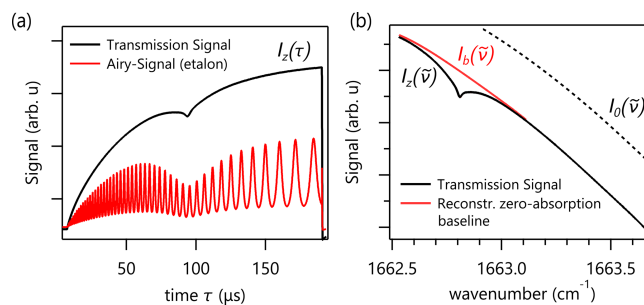 (a)
Transmission Signal
Airy-Signal (etalon)
I_z(τ)
Signal (arb. u)
50
100
150
time τ (μs)
(b)
I_b(ṽ)
I_z(ṽ)
I_0(ṽ)
Signal (arb. u)
Transmission Signal
Reconstr. zero-absorption
baseline
1662.5
1663.0
1663.5
wavenumber (cm⁻¹)